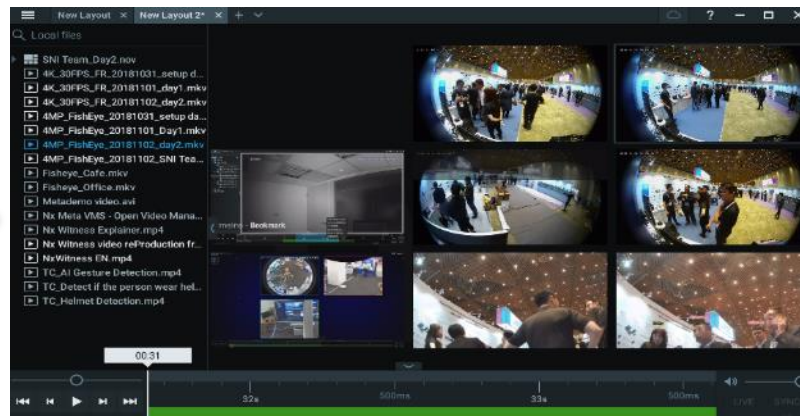 New Layout
New Layout 2*
?
Local files
SNI Team_Day2.nov
4K_30FPS_FR_20181031_setup d...
4K_30FPS_FR_20181101_day1.mkv
4K_30FPS_FR_20181102_day2.mkv
4MP_FishEye_20181031_setup da...
4MP_FishEye_20181101_Day1.mkv
4MP_FishEye_20181102_day2.mkv
4MP_FishEye_20181102_SNI Tea...
Fisheye_Cafe.mkv
Fisheye_Office.mkv
Metademo video.avi
Nx Meta VMS - Open Video Mana...
Nx Witness Explainer.mp4
Nx Witness video reProduction fr...
NxWitness EN.mp4
TC_AI Gesture Detection.mp4
TC_Detect if the person wear hel...
TC_Helmet Detection.mp4
Bookmark
00:31
32s
500ms
33s
500ms
LIVE
SYNC